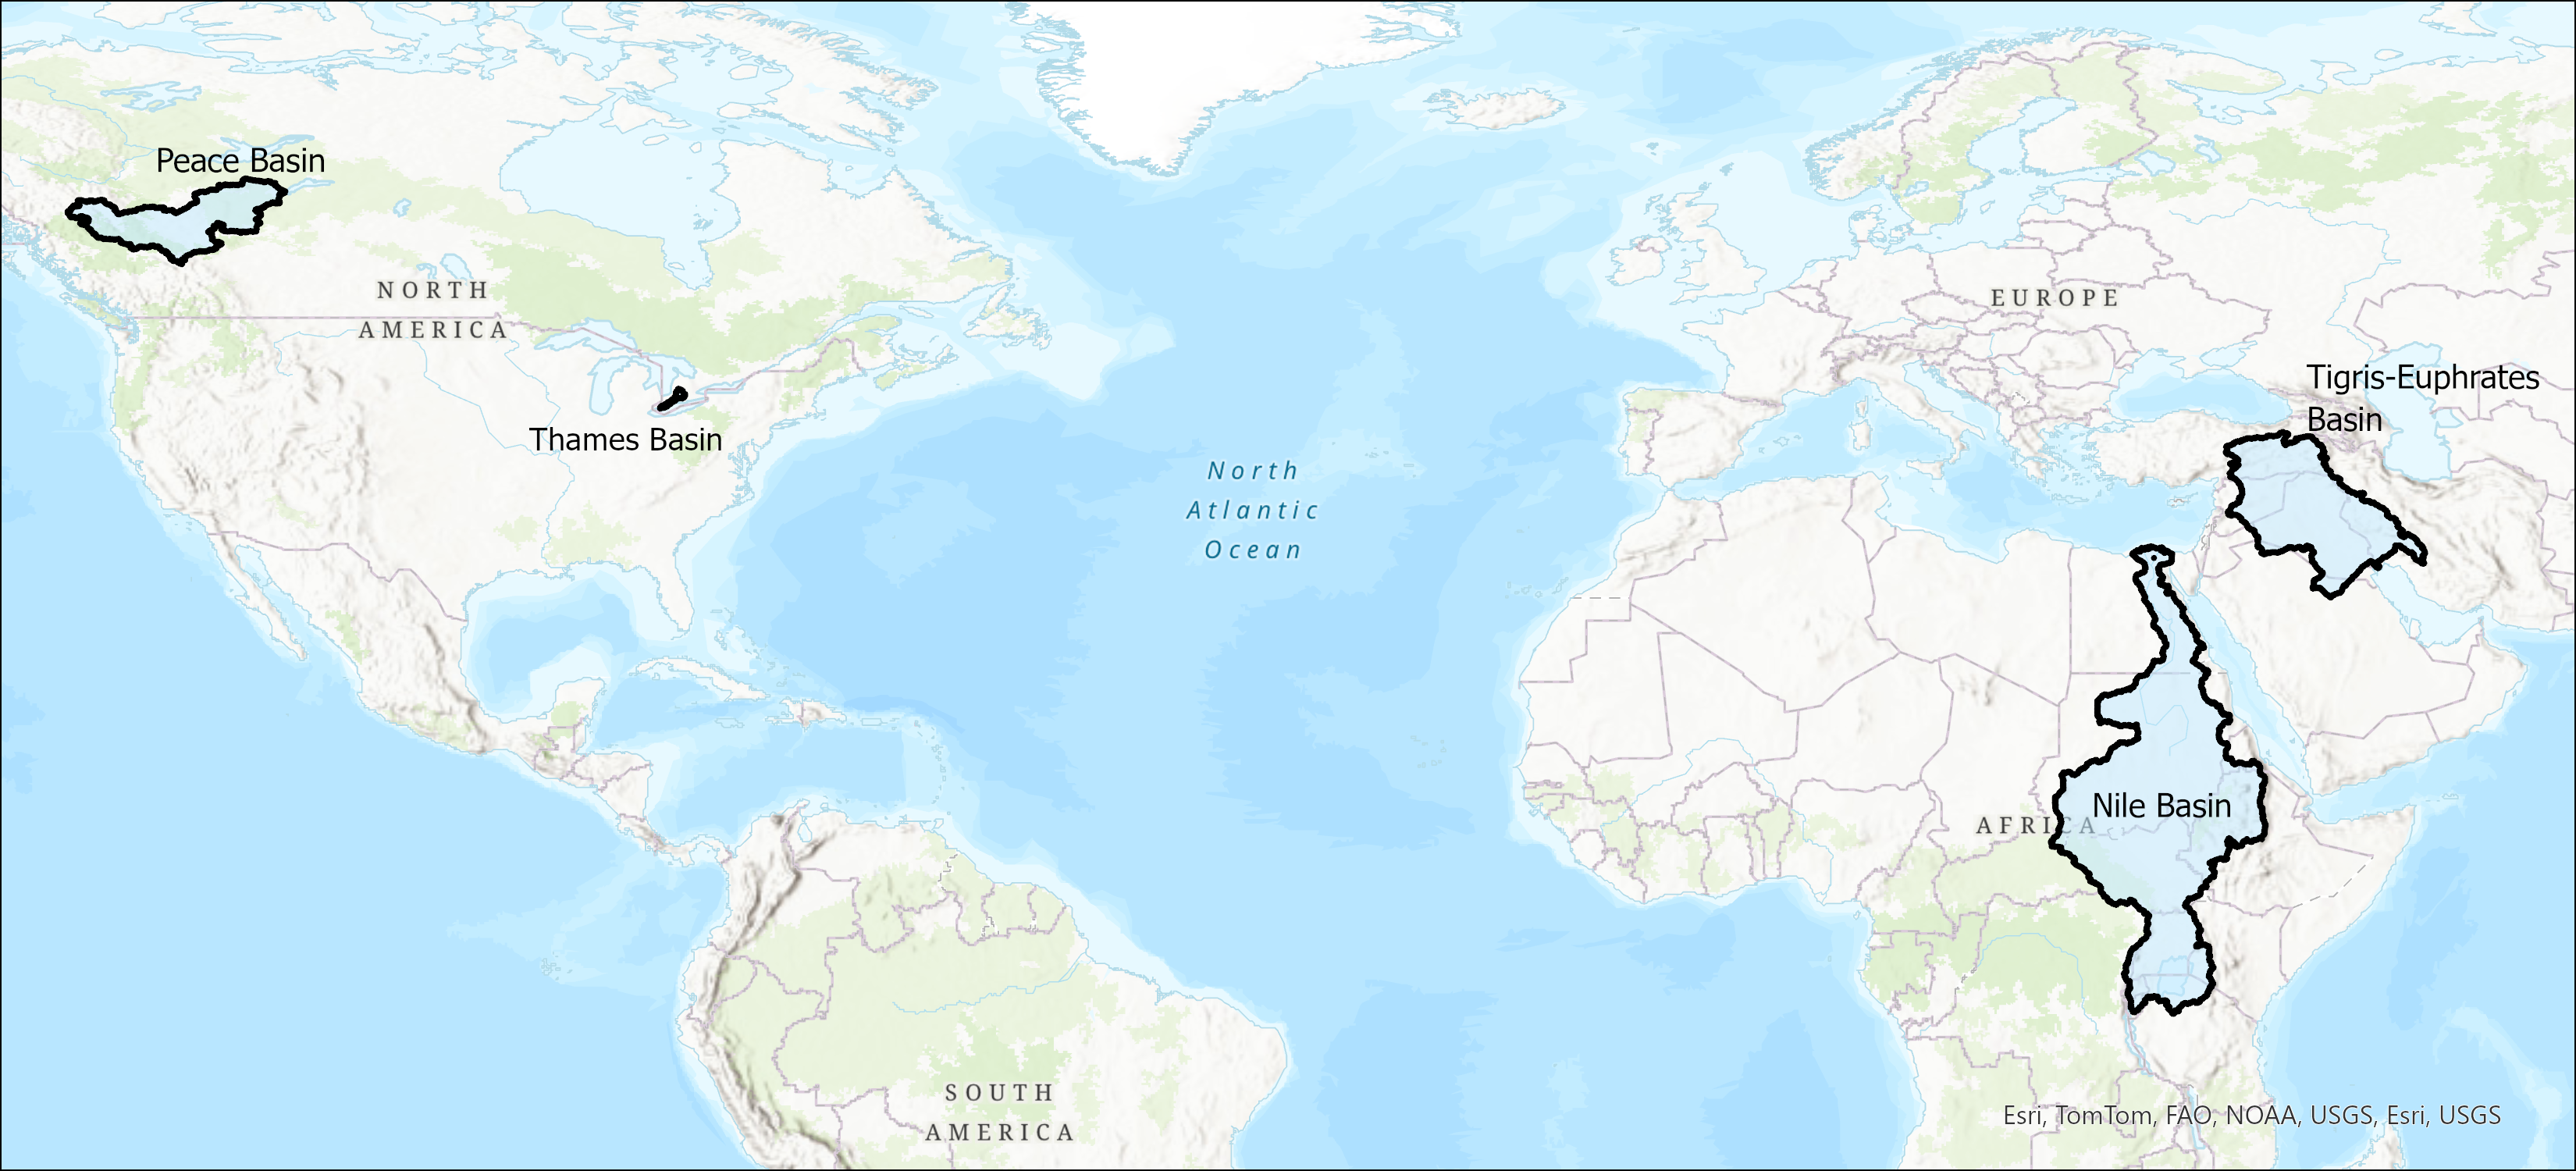 Peace Basin
NORTH
AMERICA
Thames Basin
North
Atlantic
Ocean
EUROPE
Tigris-Euphrates
Basin
Nile Basin
AFRICA
SOUTH
AMERICA
Esri, TomTom, FAO, NOAA, USGS, Esri, USGS